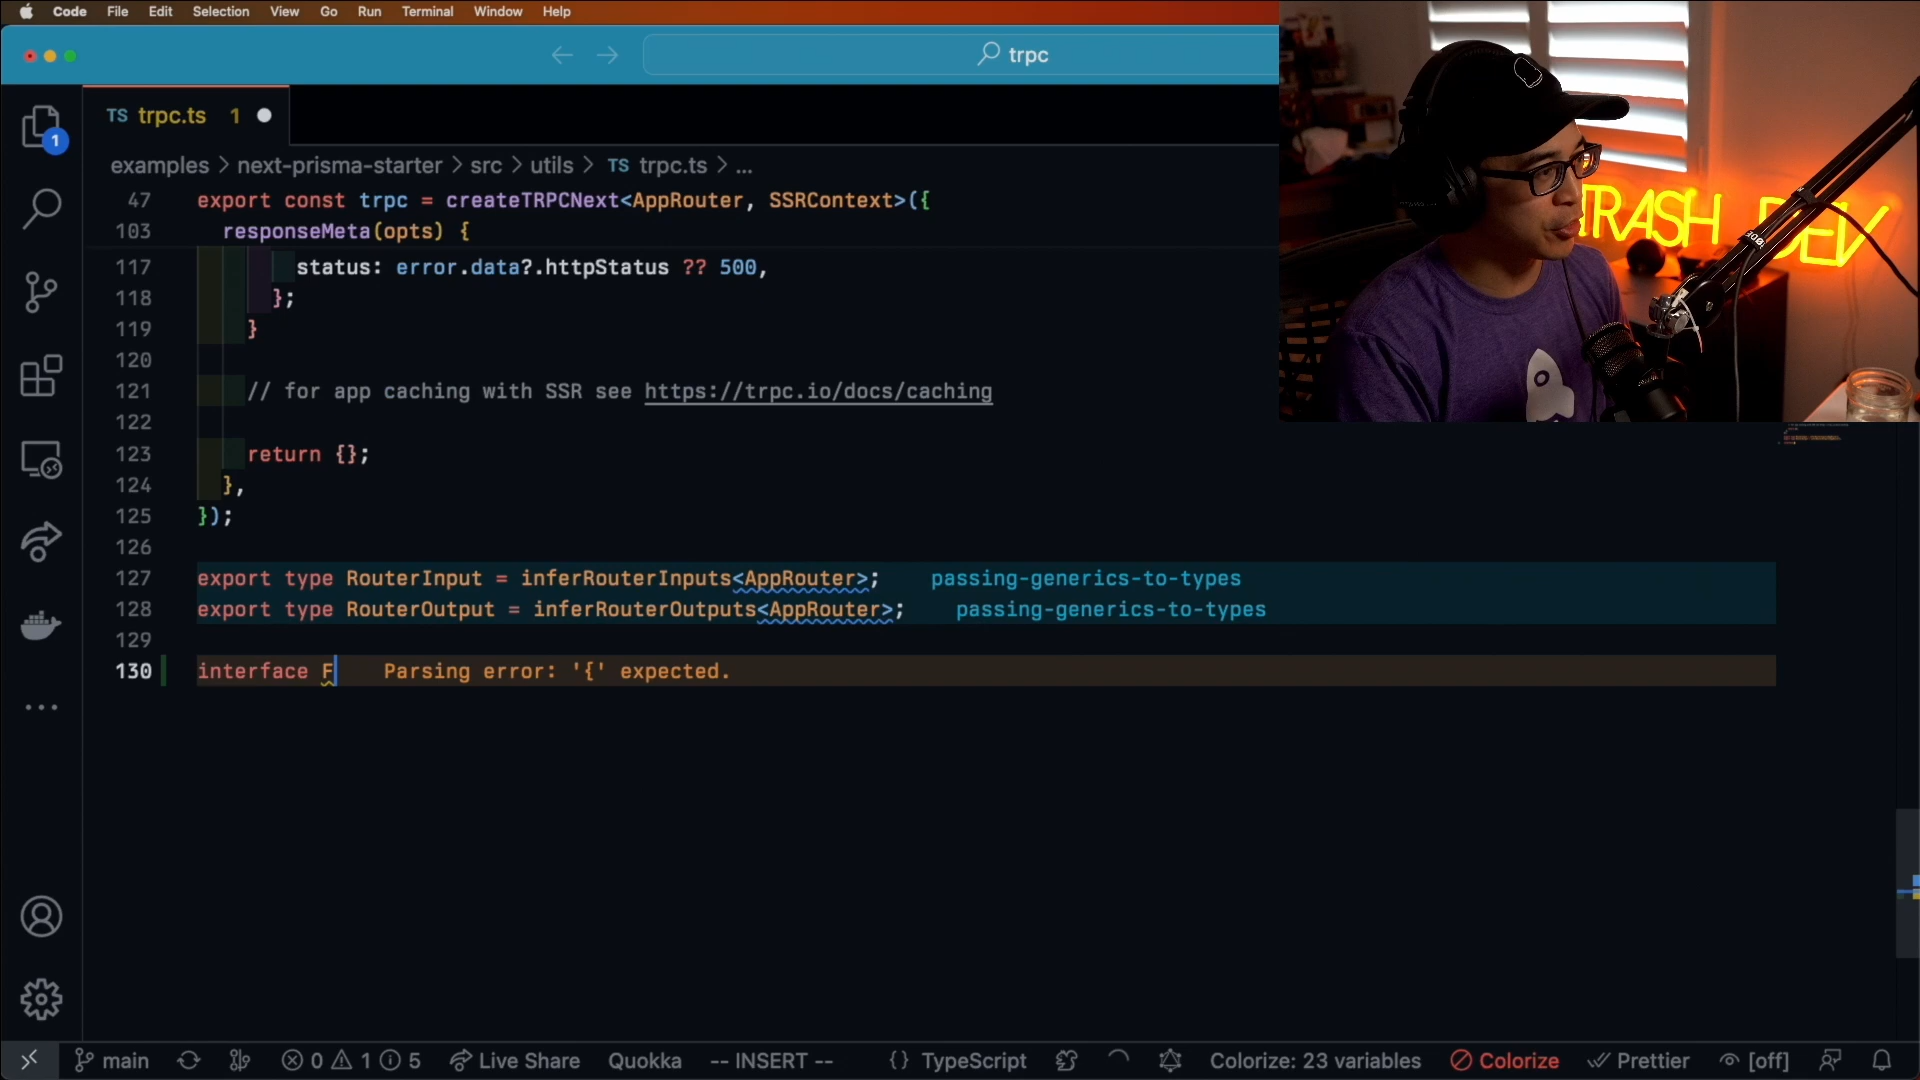 Code File Edit Selection View Go Run Terminal Window Help
trpc
TS trpc.ts 1
1
examples > next-prisma-starter > src > utils > TS trpc.ts > ...
47 export const trpc = createTRPCNext<AppRouter, SSRContext>({
103 responseMeta(opts) {
117 status: error.data?.httpStatus ?? 500,
118 };
119 }
120
121 // for app caching with SSR see https://trpc.io/docs/caching
122
123 return {};
124 },
125 });
126
127 export type RouterInput = inferRouterInputs<AppRouter>; passing-generics-to-types
128 export type RouterOutput = inferRouterOutputs<AppRouter>; passing-generics-to-types
129
130 interface F Parsing error: '{' expected.
TRASH DEV
main 0 1 5 Live Share Quokka -- INSERT -- {} TypeScript Colorize: 23 variables Colorize Prettier [off]